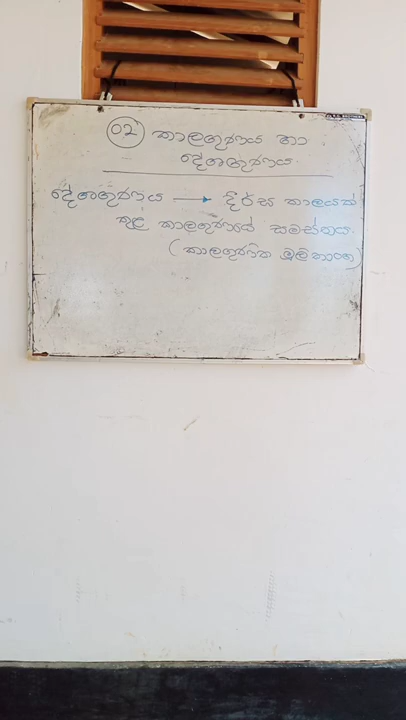 02 කාලගුණය හා
දේශගුණය
දේශගුණය → දීර්ඝ කාලයක්
තුළ කාලගුණයේ සමස්තය.
(කාලගුණික මූලිකාංග)